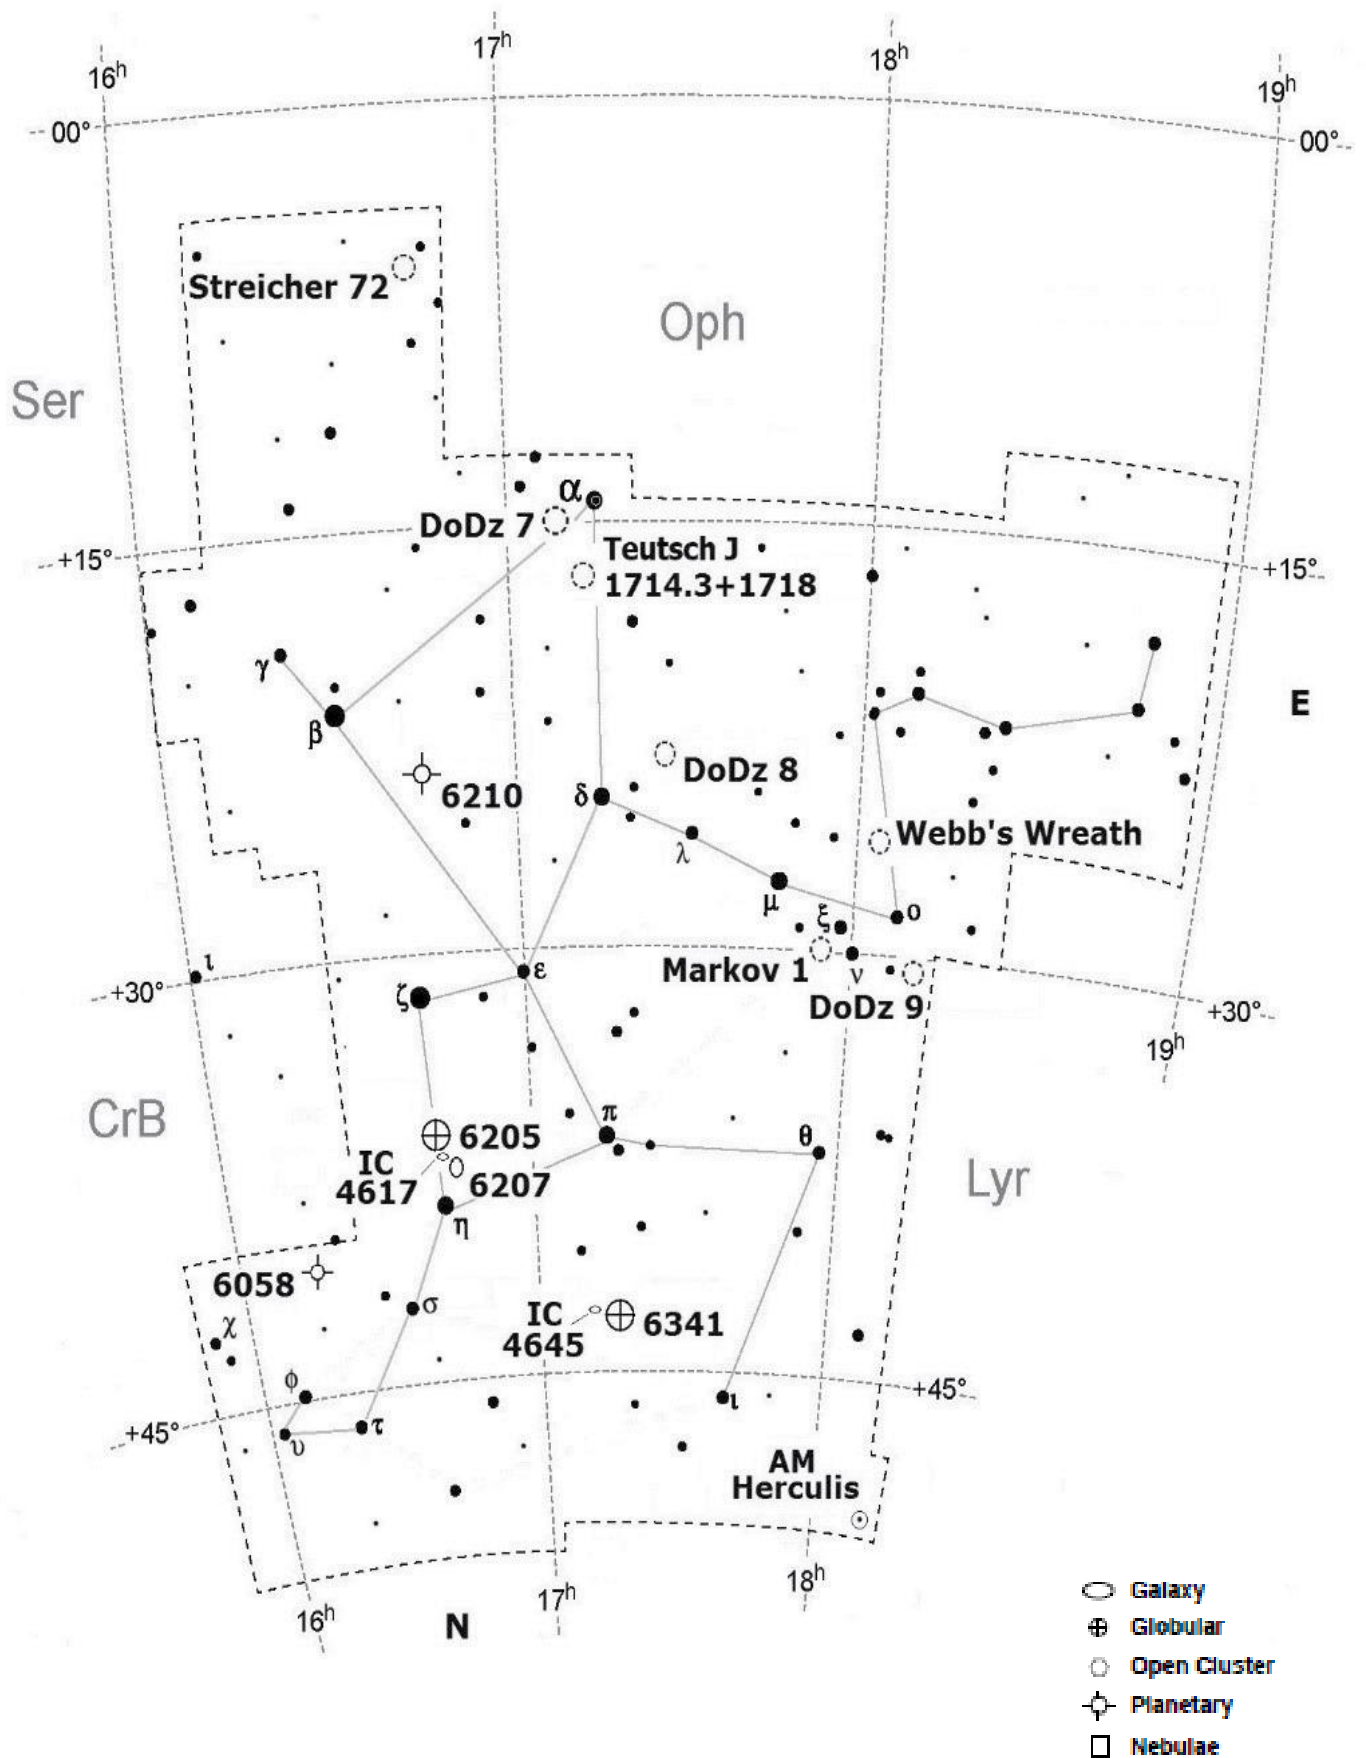 17h
18h
16h
19h
00°
00°
Streicher 72
Oph
Ser
α
DoDz 7
Teutsch J
1714.3+1718
+15°
+15°
γ
β
E
DoDz 8
6210
δ
Webb's Wreath
λ
μ
ξ
ο
ι
ε
Markov 1
ν
ζ
+30°
DoDz 9
+30°
19h
CrB
π
6205
θ
IC
4617
6207
Lyr
η
6058
σ
IC
4645
6341
χ
ϕ
+45°
ι
+45°
τ
υ
AM
Herculis
18h
17h
16h
N
Galaxy
Globular
Open Cluster
Planetary
Nebulae